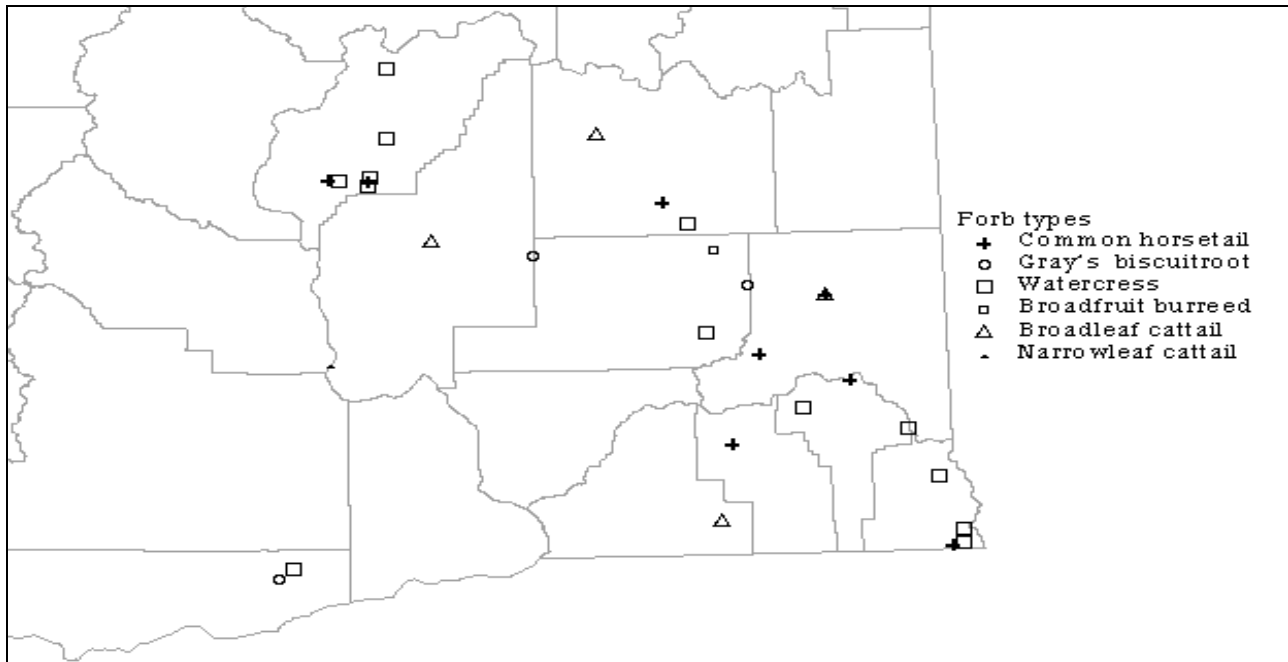 Forb types
Common horsetail
Gray's biscuitroot
Watercress
Broadfruit burreed
Broadleaf cattail
Narrowleaf cattail